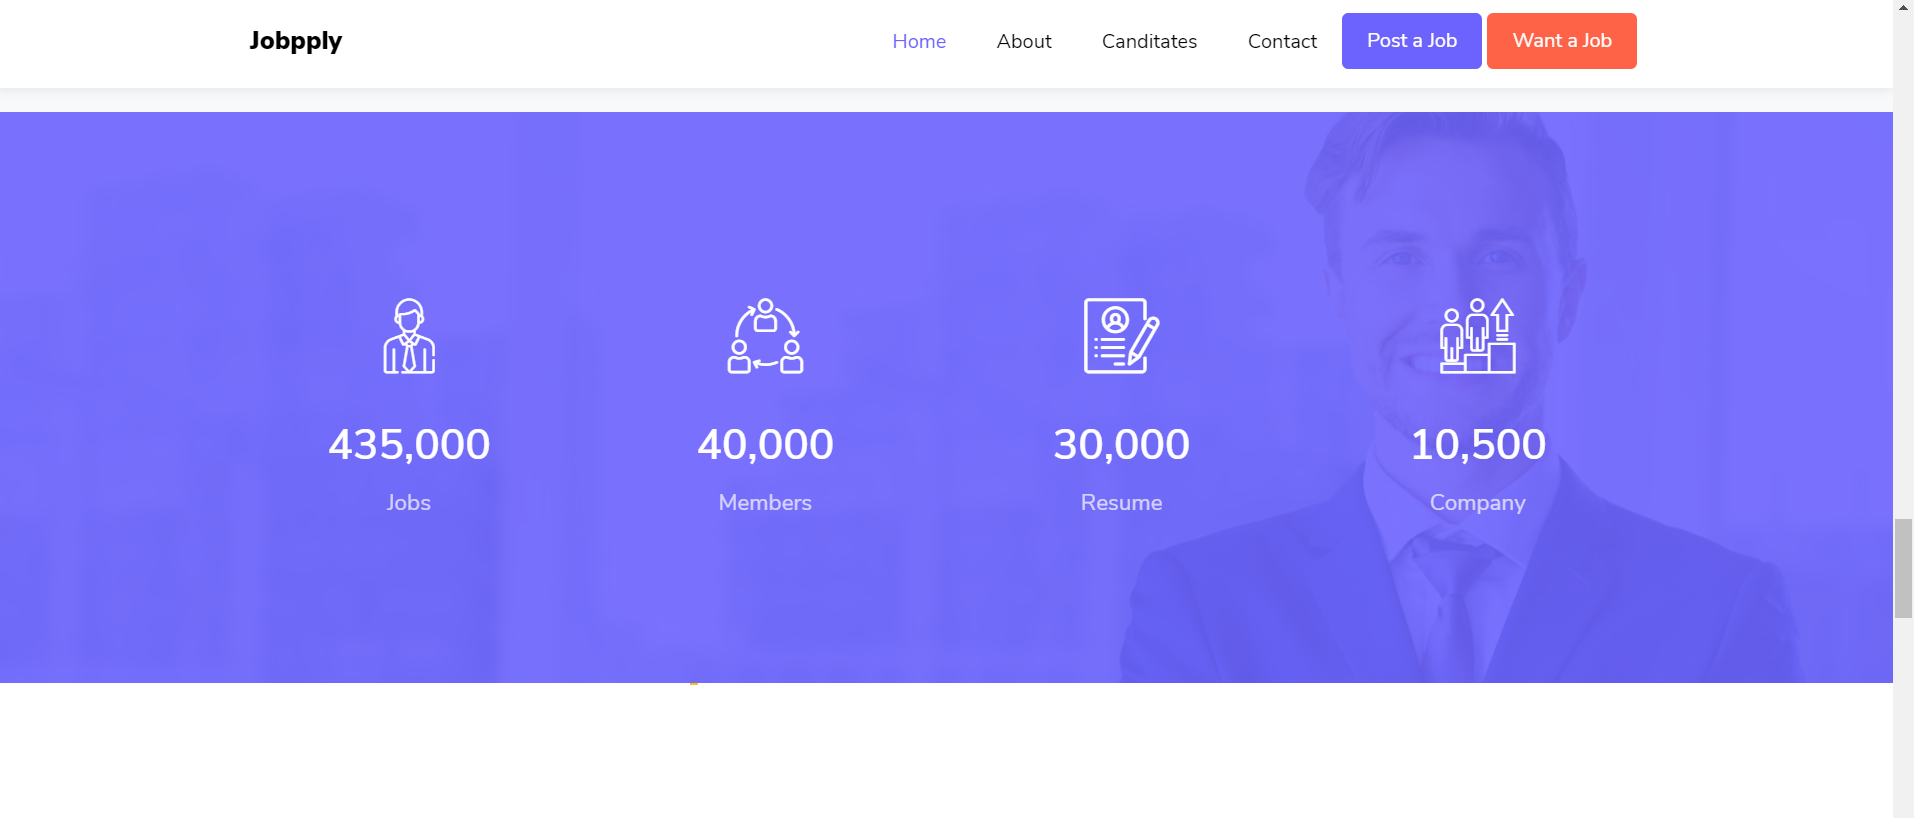 Jobpply
Home About Canditates Contact Post a Job Want a Job
435,000 40,000 30,000 10,500
Jobs Members Resume Company